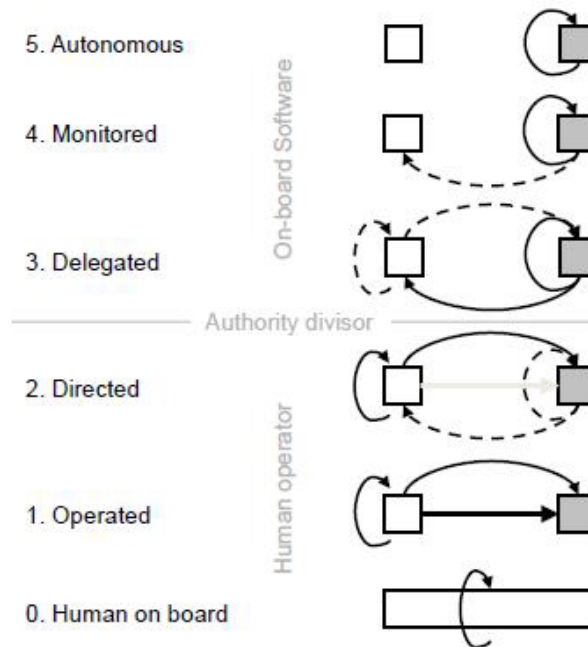 5. Autonomous
4. Monitored
On-board Software
3. Delegated
Authority divisor
2. Directed
Human operator
1. Operated
0. Human on board